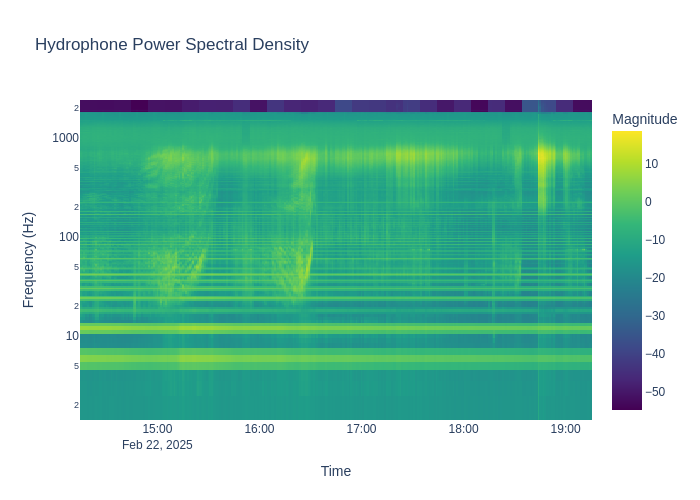 Hydrophone Power Spectral Density
Magnitude
2
1000
5
2
100
5
2
10
5
2
10
0
−10
−20
−30
−40
−50
Frequency (Hz)
15:00 16:00 17:00 18:00 19:00
Feb 22, 2025
Time